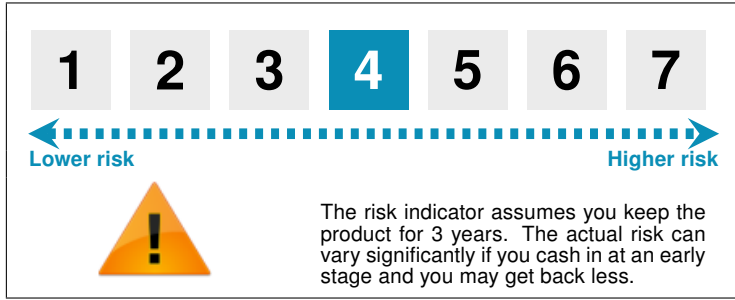 1 2 3 4 5 6 7
Lower risk Higher risk
!
The risk indicator assumes you keep the
product for 3 years. The actual risk can
vary significantly if you cash in at an early
stage and you may get back less.